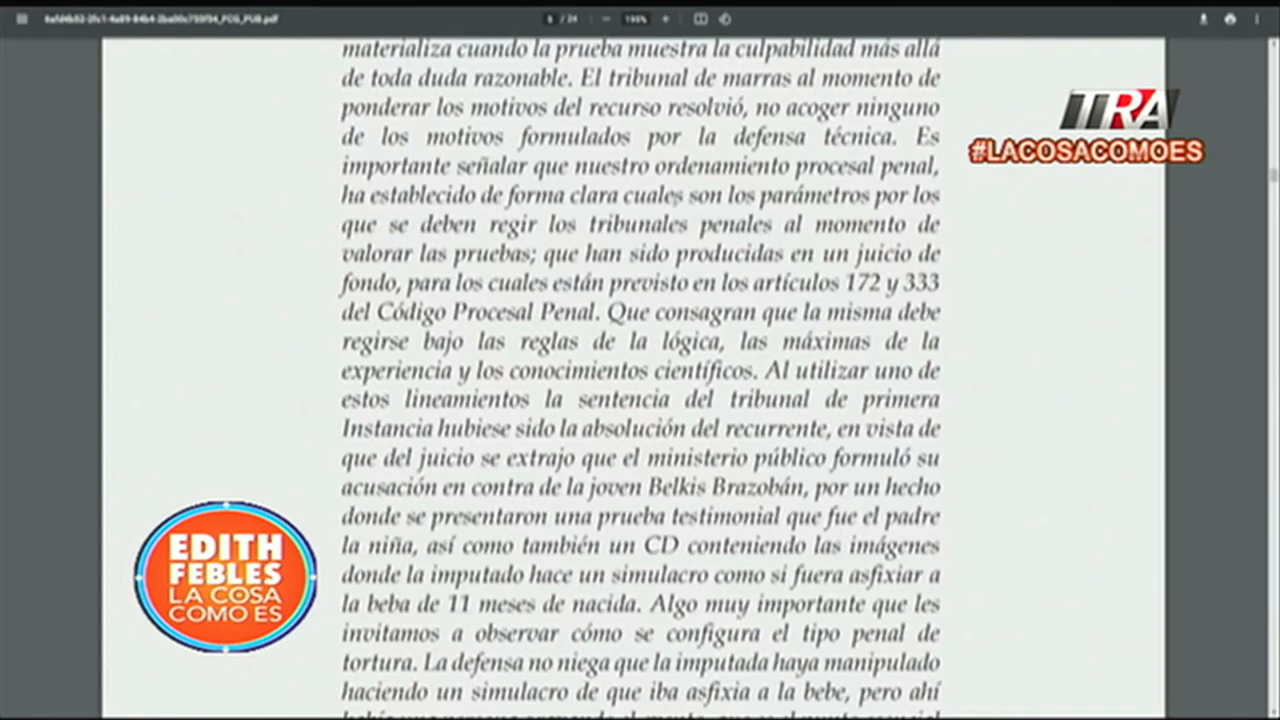 6 / 24
196%
TRA
#LACOSACOMOES
materializa cuando la prueba muestra la culpabilidad más allá
de toda duda razonable. El tribunal de marras al momento de
ponderar los motivos del recurso resolvió, no acoger ninguno
de los motivos formulados por la defensa técnica. Es
importante señalar que nuestro ordenamiento procesal penal,
ha establecido de forma clara cuales son los parámetros por los
que se deben regir los tribunales penales al momento de
valorar las pruebas; que han sido producidas en un juicio de
fondo, para los cuales están previsto en los artículos 172 y 333
del Código Procesal Penal. Que consagran que la misma debe
regirse bajo las reglas de la lógica, las máximas de la
experiencia y los conocimientos científicos. Al utilizar uno de
estos lineamientos la sentencia del tribunal de primera
Instancia hubiese sido la absolución del recurrente, en vista de
que del juicio se extrajo que el ministerio público formuló su
acusación en contra de la joven Belkis Brazobán, por un hecho
donde se presentaron una prueba testimonial que fue el padre
la niña, así como también un CD conteniendo las imágenes
donde la imputado hace un simulacro como si fuera asfixiar a
la beba de 11 meses de nacida. Algo muy importante que les
invitamos a observar cómo se configura el tipo penal de
tortura. La defensa no niega que la imputada haya manipulado
haciendo un simulacro de que iba asfixia a la bebe, pero ahí
EDITH
FEBLES
LA COSA
COMO ES